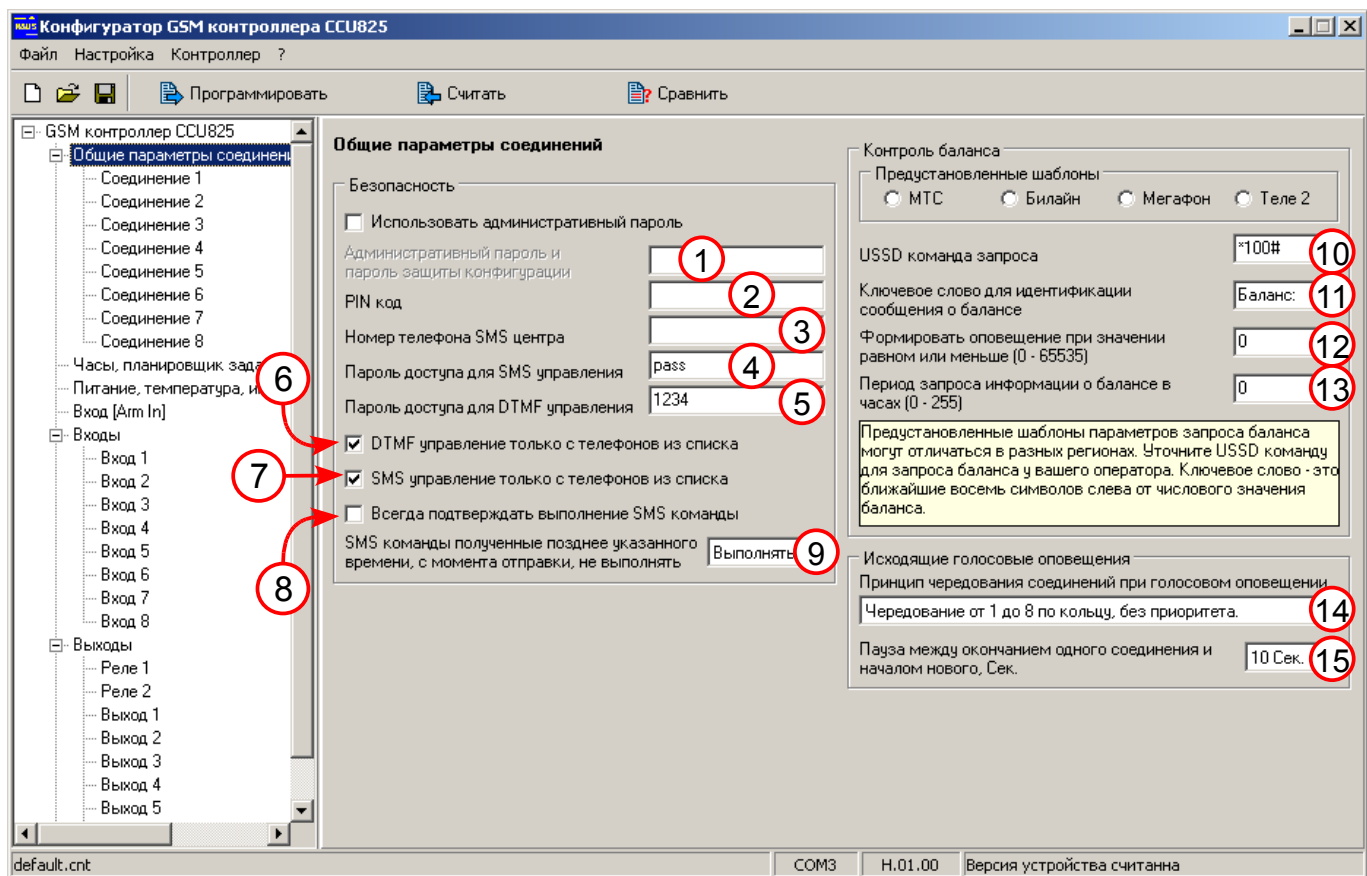 Конфигуратор GSM контроллера CCU825
Файл Настройка Контроллер ?
Программировать Считать Сравнить
GSM контроллер CCU825
Общие параметры соединени
Соединение 1
Соединение 2
Соединение 3
Соединение 4
Соединение 5
Соединение 6
Соединение 7
Соединение 8
Часы, планировщик зада
Питание, температура, и
Вход [Arm In]
Входы
Вход 1
Вход 2
Вход 3
Вход 4
Вход 5
Вход 6
Вход 7
Вход 8
Выходы
Реле 1
Реле 2
Выход 1
Выход 2
Выход 3
Выход 4
Выход 5
6
7
8
Общие параметры соединений
Безопасность
Использовать административный пароль
Административный пароль и
пароль защиты конфигурации
1
PIN код
2
Номер телефона SMS центра
3
Пароль доступа для SMS управления pass
4
Пароль доступа для DTMF управления 1234
5
DTMF управление только с телефонов из списка
SMS управление только с телефонов из списка
Всегда подтверждать выполнение SMS команды
SMS команды полученные позднее указанного
времени, с момента отправки, не выполнять
Выполнять
9
Контроль баланса
Предустановленные шаблоны
МТС Билайн Мегафон Теле 2
USSD команда запроса *100#
10
Ключевое слово для идентификации
сообщения о балансе
Баланс:
11
Формировать оповещение при значении
равном или меньше (0 - 65535)
0
12
Период запроса информации о балансе в
часах (0 - 255)
0
13
Предустановленные шаблоны параметров запроса баланса
могут отличаться в разных регионах. Уточните USSD команду
для запроса баланса у вашего оператора. Ключевое слово - это
ближайшие восемь символов слева от числового значения
баланса.
Исходящие голосовые оповещения
Принцип чередования соединений при голосовом оповещении
Чередование от 1 до 8 по кольцу, без приоритета.
14
Пауза между окончанием одного соединения и
началом нового, Сек.
10 Сек.
15
default.cnt COM3 H.01.00 Версия устройства считанна